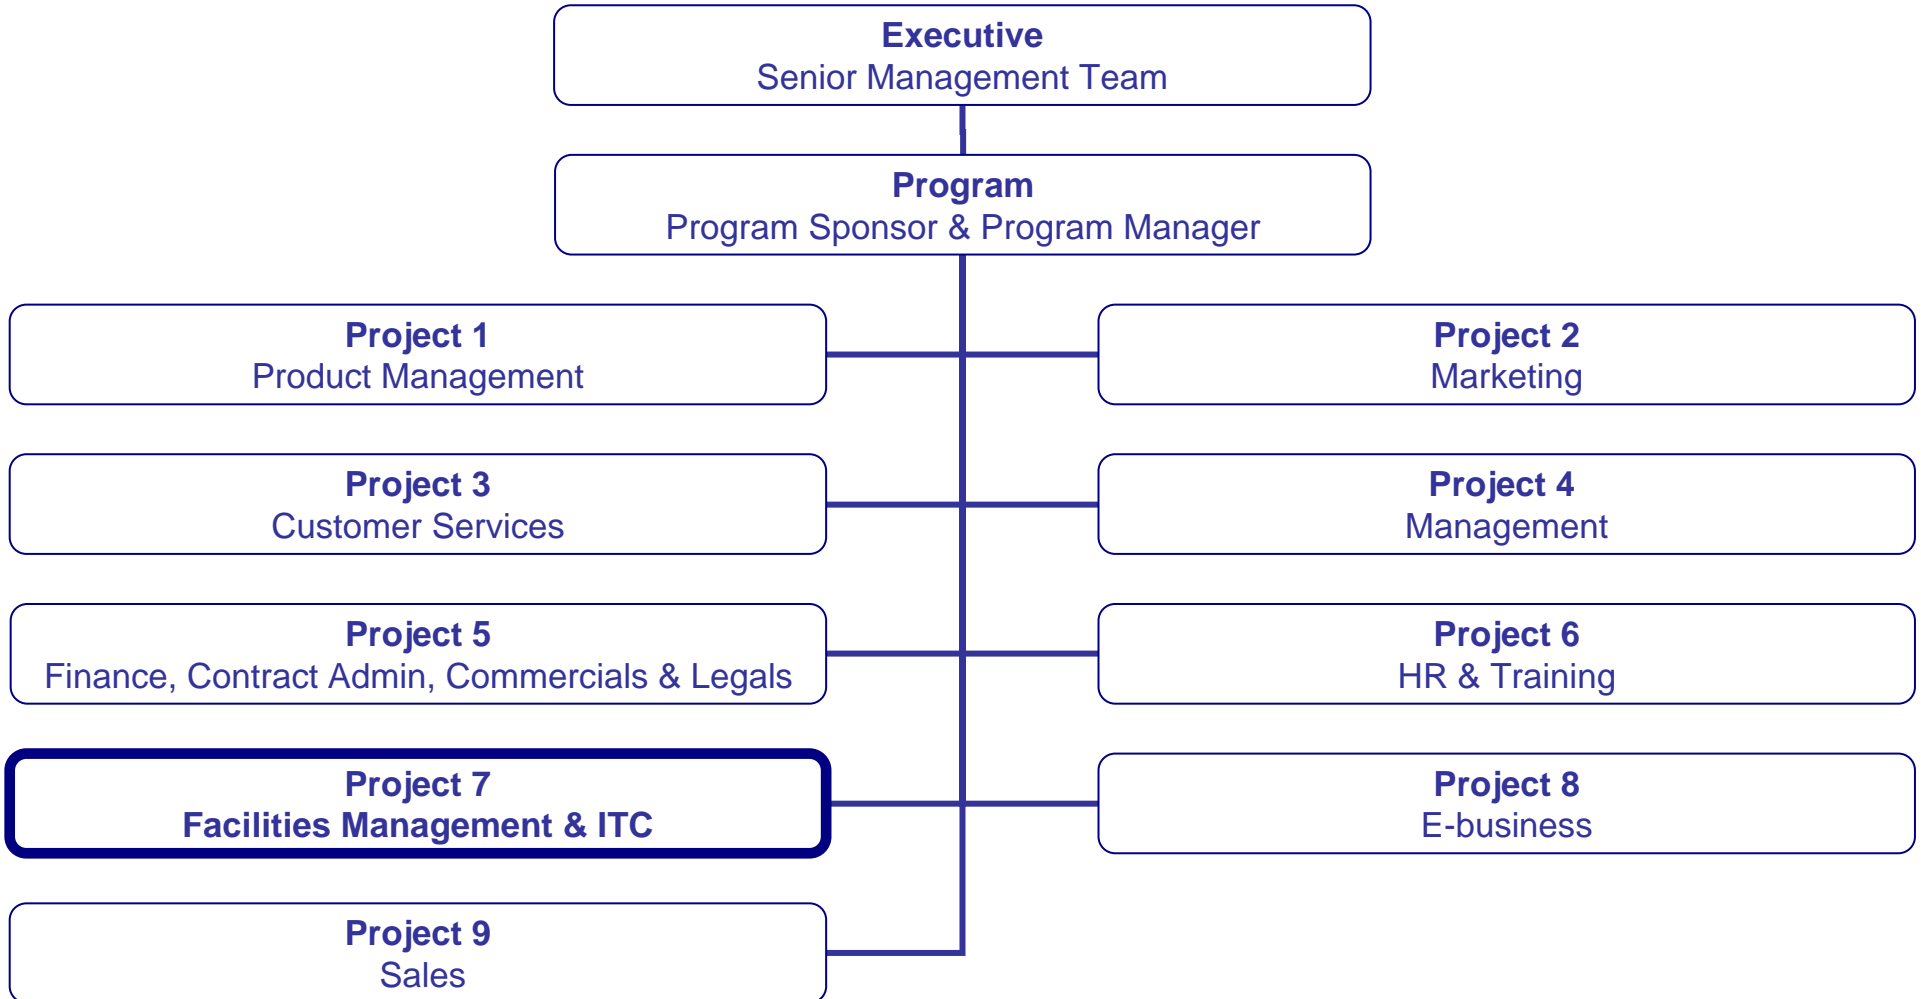 Executive
Senior Management Team
Program
Program Sponsor & Program Manager
Project 1
Product Management
Project 2
Marketing
Project 3
Customer Services
Project 4
Management
Project 5
Finance, Contract Admin, Commercials & Legals
Project 6
HR & Training
Project 7
Facilities Management & ITC
Project 8
E-business
Project 9
Sales